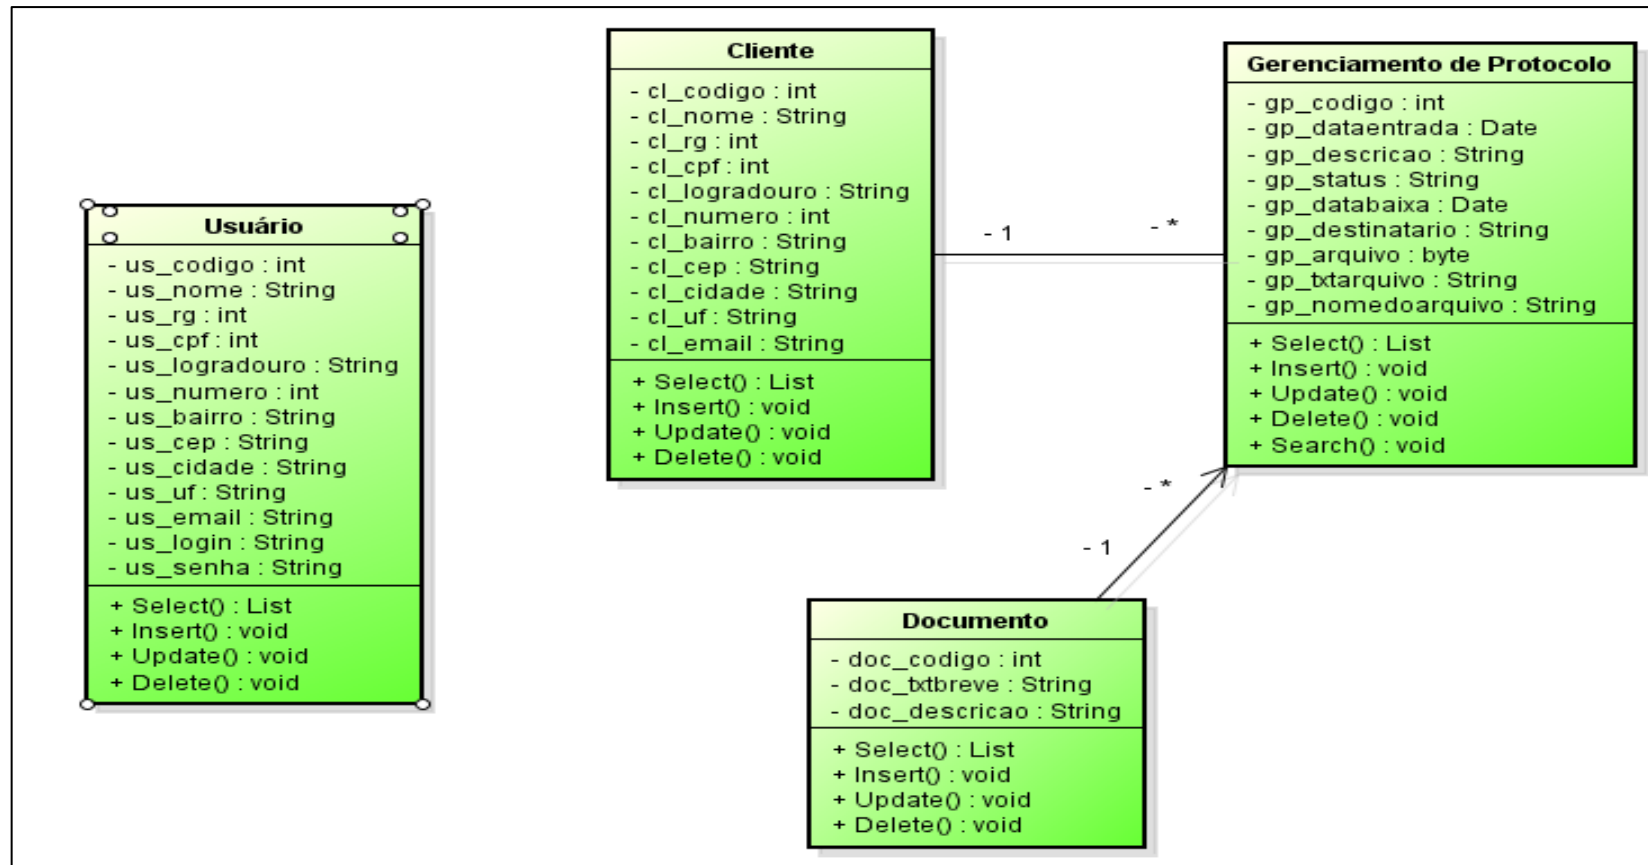 Usuário
- us_codigo : int
- us_nome : String
- us_rg : int
- us_cpf : int
- us_logradouro : String
- us_numero : int
- us_bairro : String
- us_cep : String
- us_cidade : String
- us_uf : String
- us_email : String
- us_login : String
- us_senha : String
+ Select() : List
+ Insert() : void
+ Update() : void
+ Delete() : void
Cliente
- cl_codigo : int
- cl_nome : String
- cl_rg : int
- cl_cpf : int
- cl_logradouro : String
- cl_numero : int
- cl_bairro : String
- cl_cep : String
- cl_cidade : String
- cl_uf : String
- cl_email : String
+ Select() : List
+ Insert() : void
+ Update() : void
+ Delete() : void
- 1
- *
Gerenciamento de Protocolo
- gp_codigo : int
- gp_dataentrada : Date
- gp_descricao : String
- gp_status : String
- gp_databaixa : Date
- gp_destinatario : String
- gp_arquivo : byte
- gp_txtarquivo : String
- gp_nomedoarquivo : String
+ Select() : List
+ Insert() : void
+ Update() : void
+ Delete() : void
+ Search() : void
- *
- 1
Documento
- doc_codigo : int
- doc_txtbreve : String
- doc_descricao : String
+ Select() : List
+ Insert() : void
+ Update() : void
+ Delete() : void